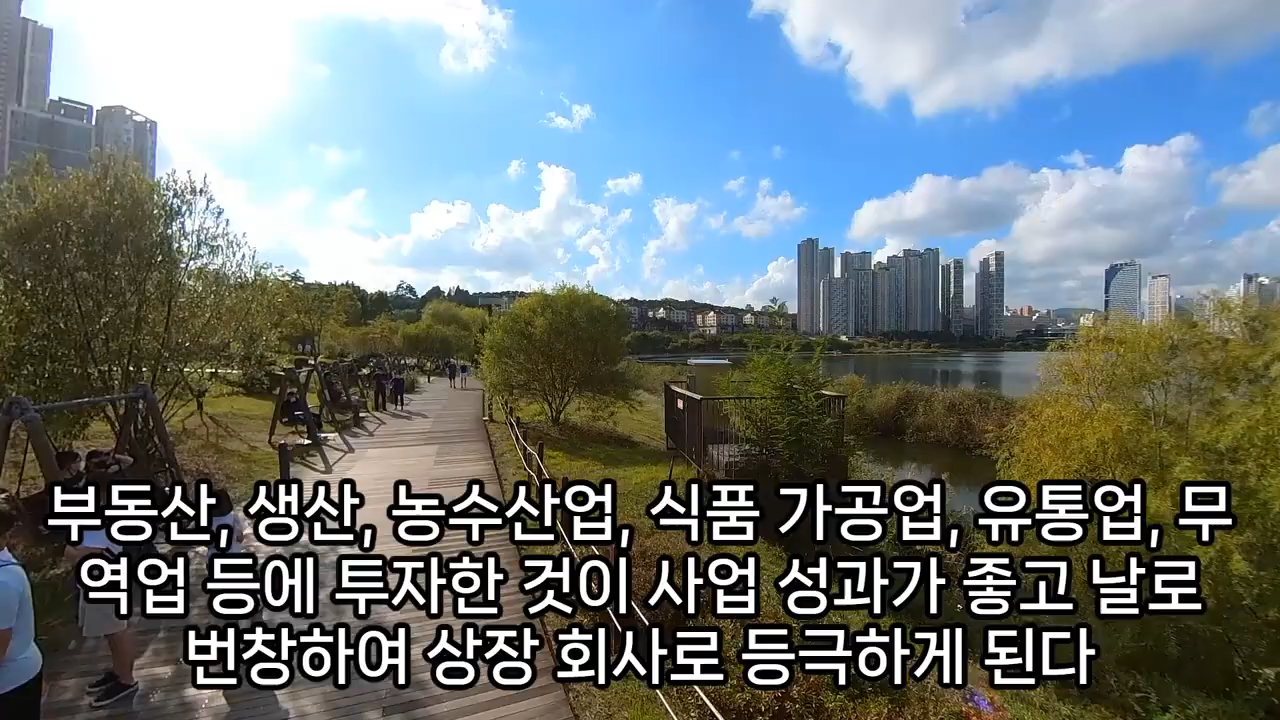 부동산, 생산, 농수산업, 식품 가공업, 유통업, 무
역업 등에 투자한 것이 사업 성과가 좋고 날로
번창하여 상장 회사로 등극하게 된다